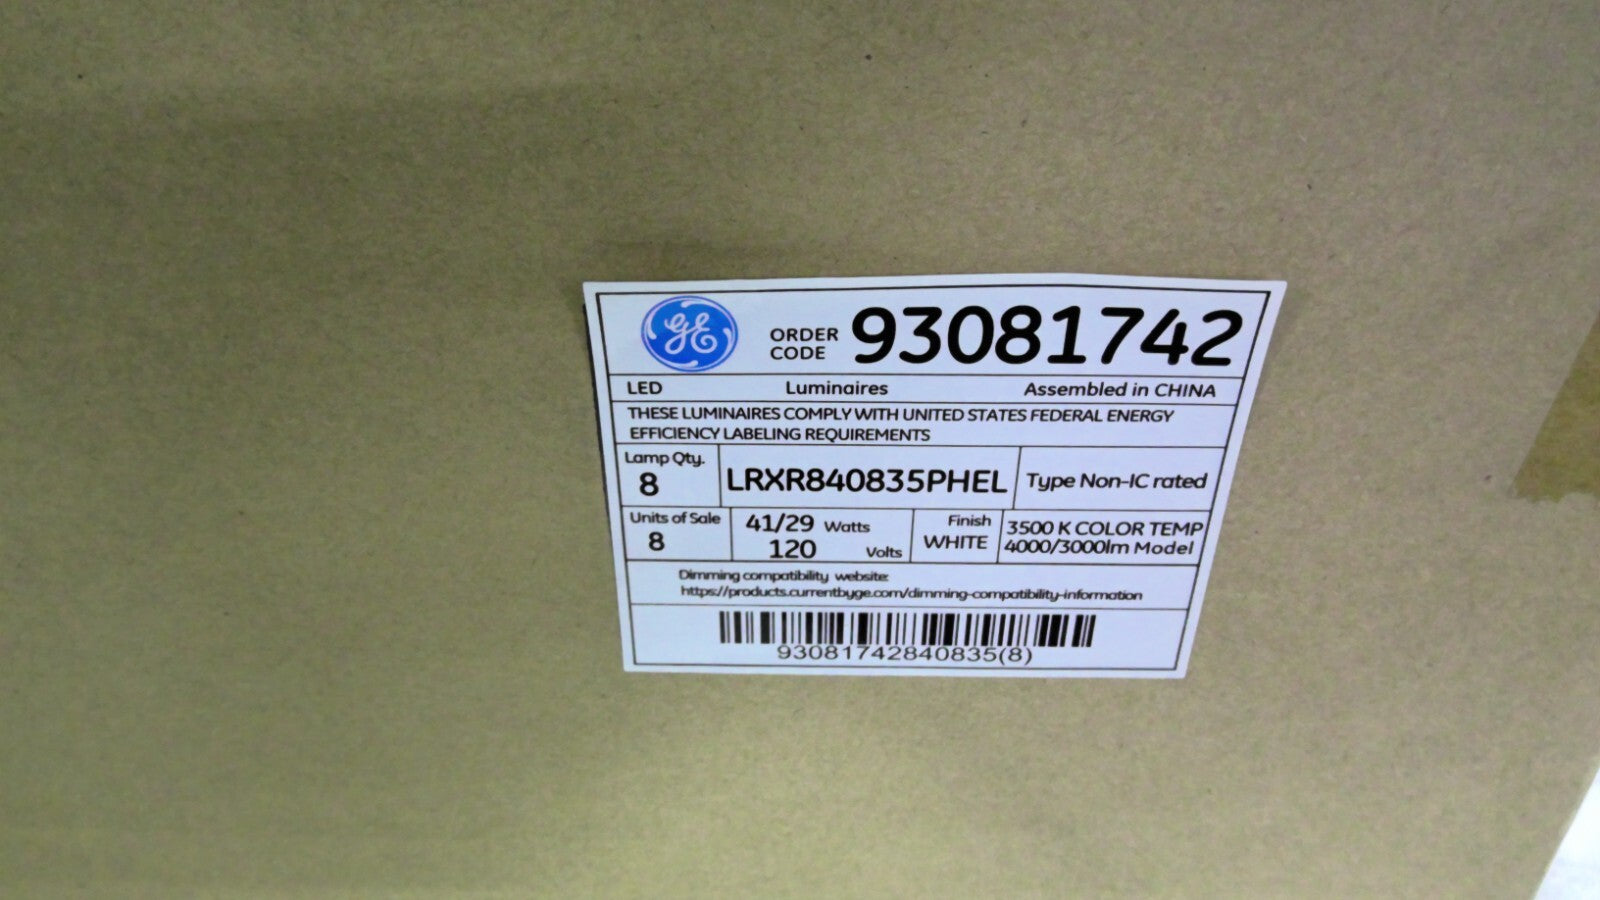 GE ORDER CODE 93081742
LED Luminaires Assembled in CHINA
THESE LUMINAIRES COMPLY WITH UNITED STATES FEDERAL ENERGY
EFFICIENCY LABELING REQUIREMENTS
Lamp Qty.
8
LRXR840835PHEL
Type Non-IC rated
Units of Sale
8
41/29 Watts
120 Volts
Finish
WHITE
3500 K COLOR TEMP
4000/3000lm Model
Dimming compatibility website:
https://products.currentbyge.com/dimming-compatibility-information
93081742840835(8)